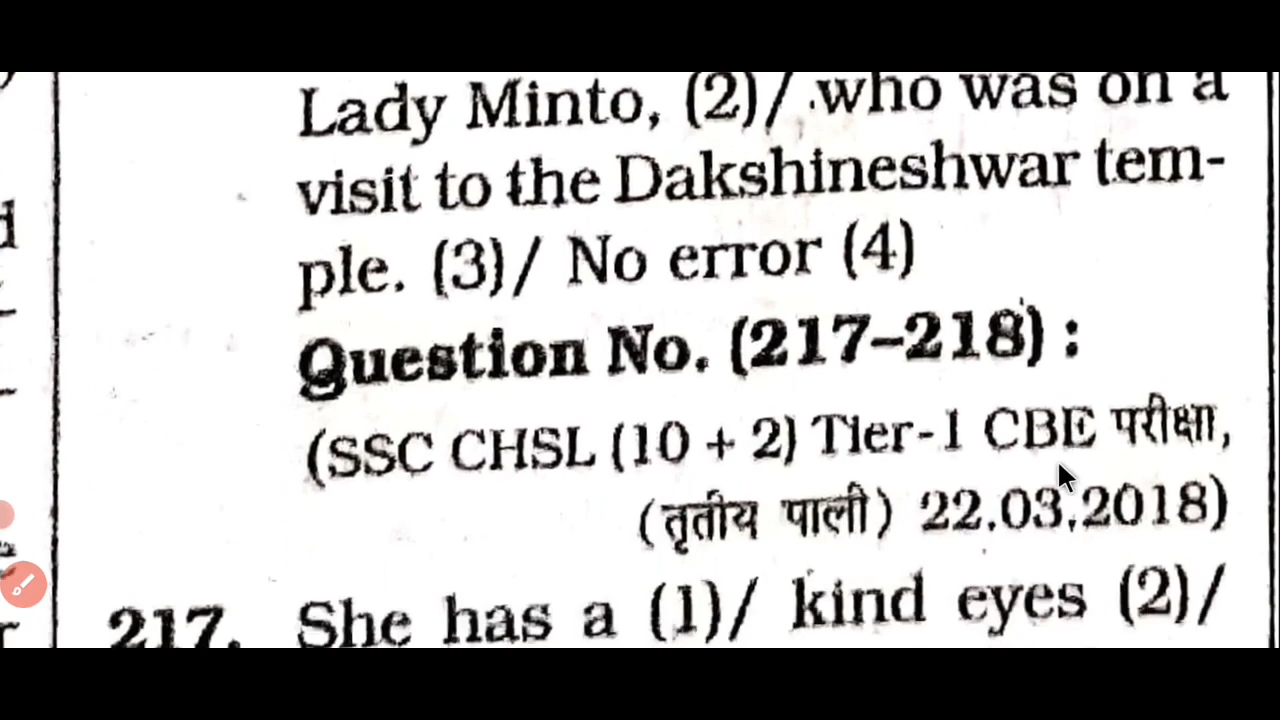 Lady Minto, (2)/ who was on a
visit to the Dakshineshwar tem-
ple. (3)/ No error (4)
Question No. (217–218) :
(SSC CHSL (10 + 2) Tier-1 CBE परीक्षा,
(तृतीय पाली) 22.03.2018)
217. She has a (1)/ kind eyes (2)/